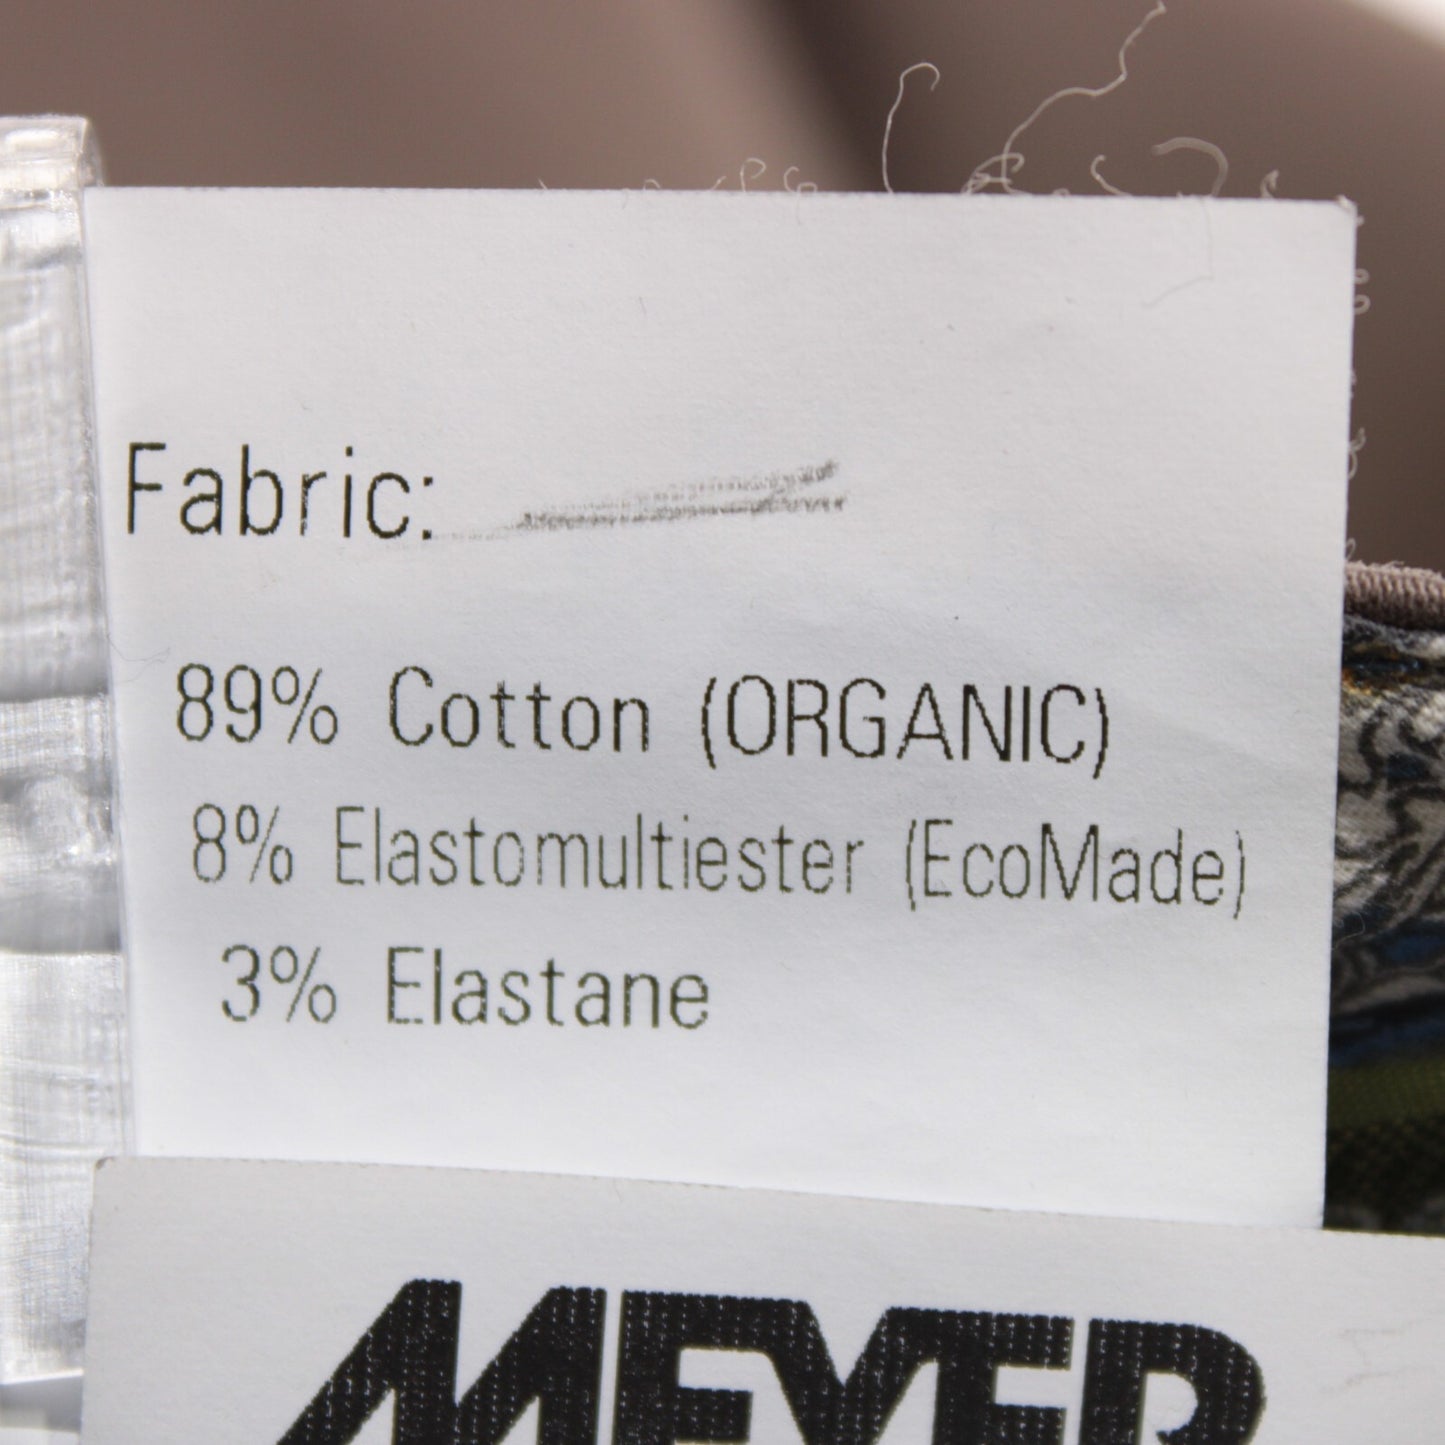 Fabric:
89% Cotton (ORGANIC)
8% Elastomultiester (EcoMade)
3% Elastane
MEYER